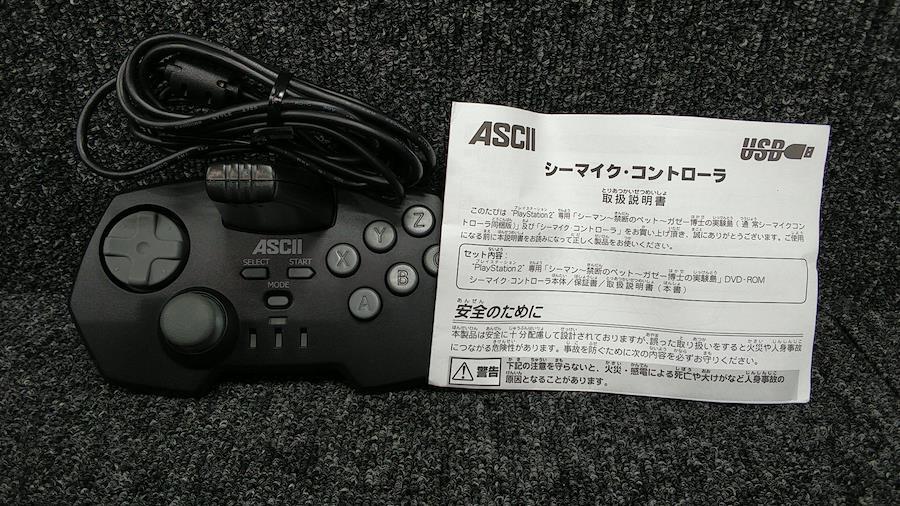 ASCII
SELECT
START
MODE
X
Y
Z
A
B
ASCII
USB
シーマイク・コントローラ
とりあつかいせつめいしょ
取扱説明書
このたびは"PlayStation 2"専用「シーマン〜禁断のペット〜ガゼー博士の実験島（通常シーマイクコン
トローラ同梱版）」及び「シーマイク・コントローラ」をお買い上げ頂き、誠にありがとうございます。ご使用
になる前に本説明書をお読みになって正しく製品をお使いください。
セット内容：
"PlayStation 2"専用「シーマン〜禁断のペット〜ガゼー博士の実験島」DVD-ROM
シーマイク・コントローラ本体／保証書／取扱説明書（本書）
あんぜん
安全のために
本製品は安全に十分配慮して設計されておりますが、誤った取り扱いをすると火災や人身事故
につながる危険性があります。事故を防ぐために次の内容を必ずお守りください。
警告
下記の注意を守らないと、火災・感電による死亡や大けがなど人身事故の
原因となることがあります。